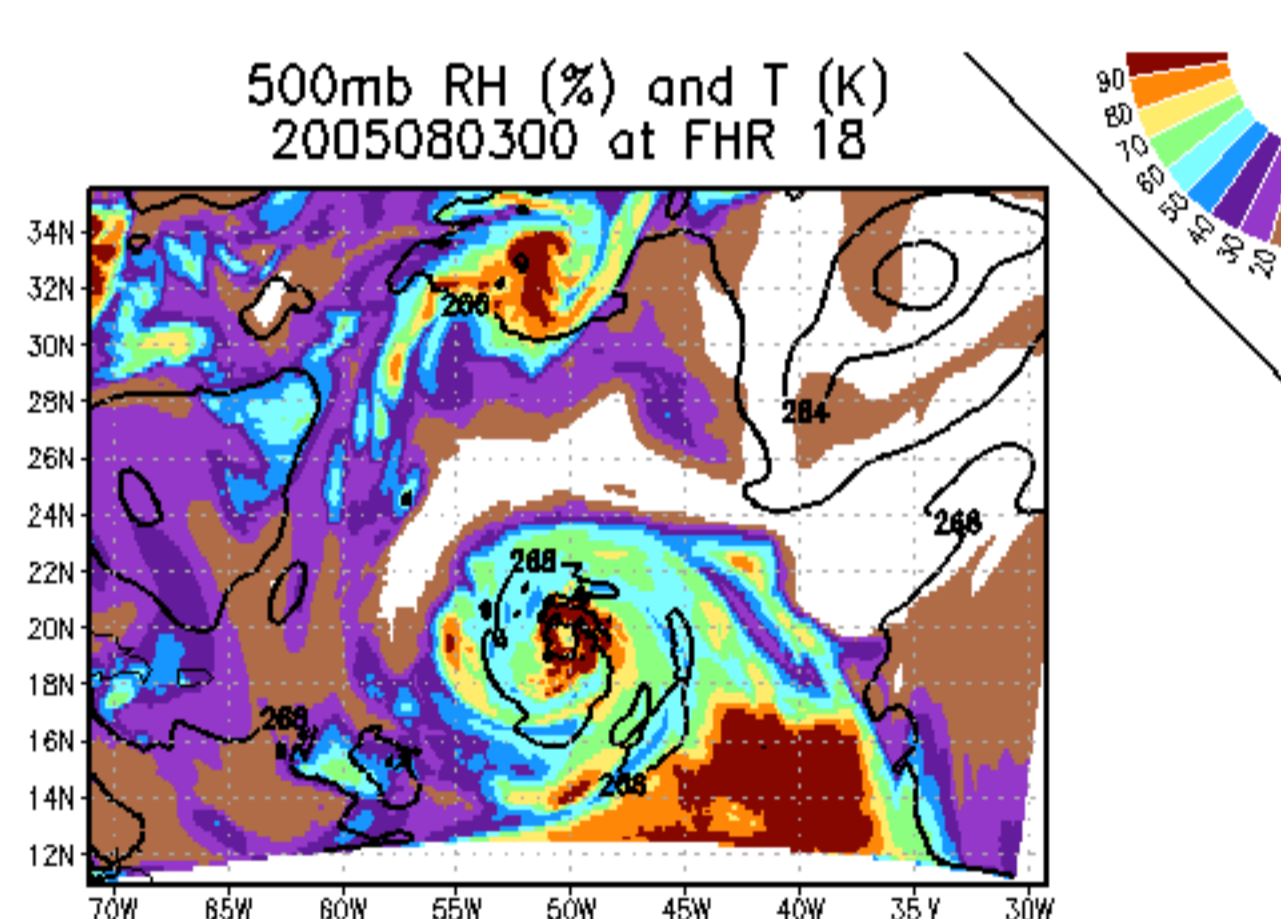 500mb RH (%) and T (K)
2005080300 at FHR 18
90
80
70
60
50
40
30
20
34N
32N
30N
28N
26N
24N
22N
20N
18N
16N
14N
12N
266
264
268
268
268
268
70W
65W
60W
55W
50W
45W
40W
35W
30W